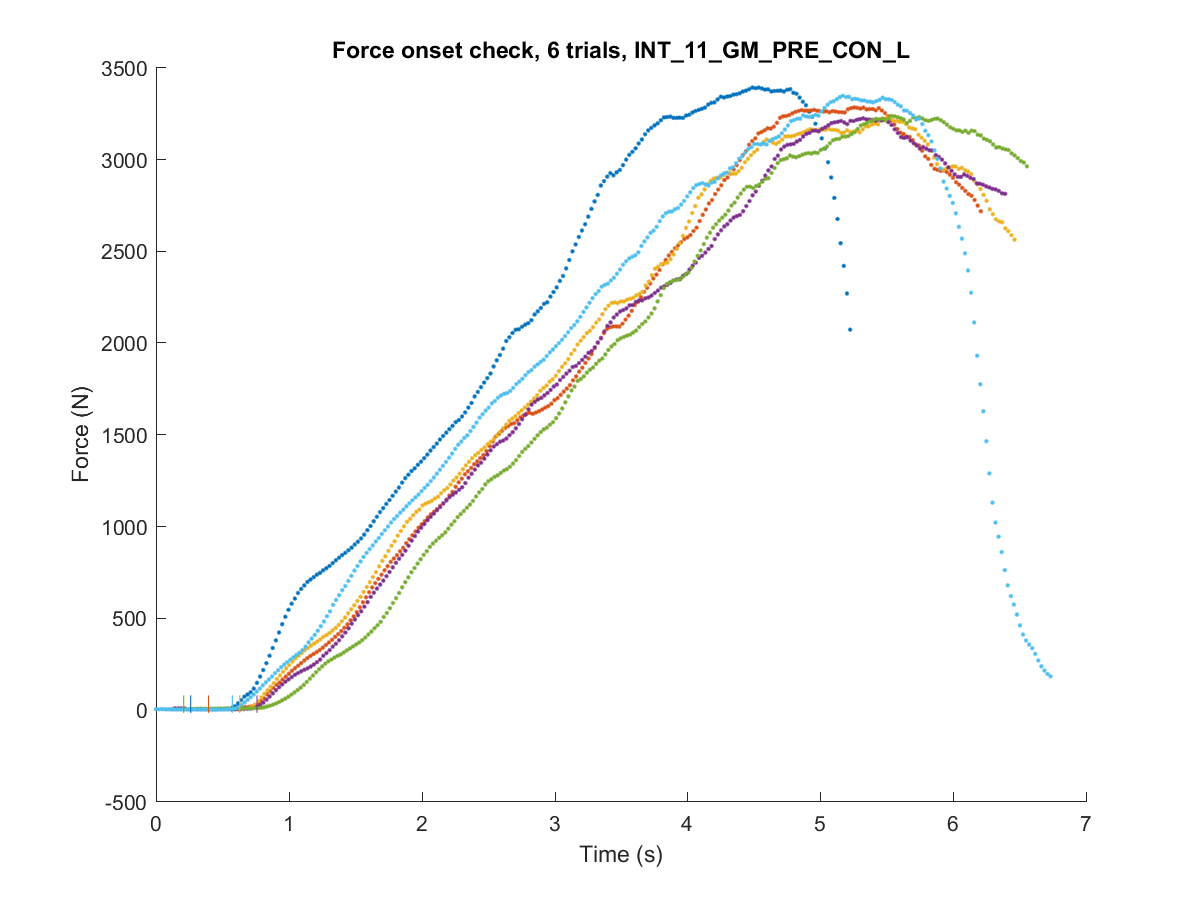 Force onset check, 6 trials, INT_11_GM_PRE_CON_L
3500
3000
2500
2000
1500
1000
500
0
-500
Force (N)
0 1 2 3 4 5 6 7
Time (s)